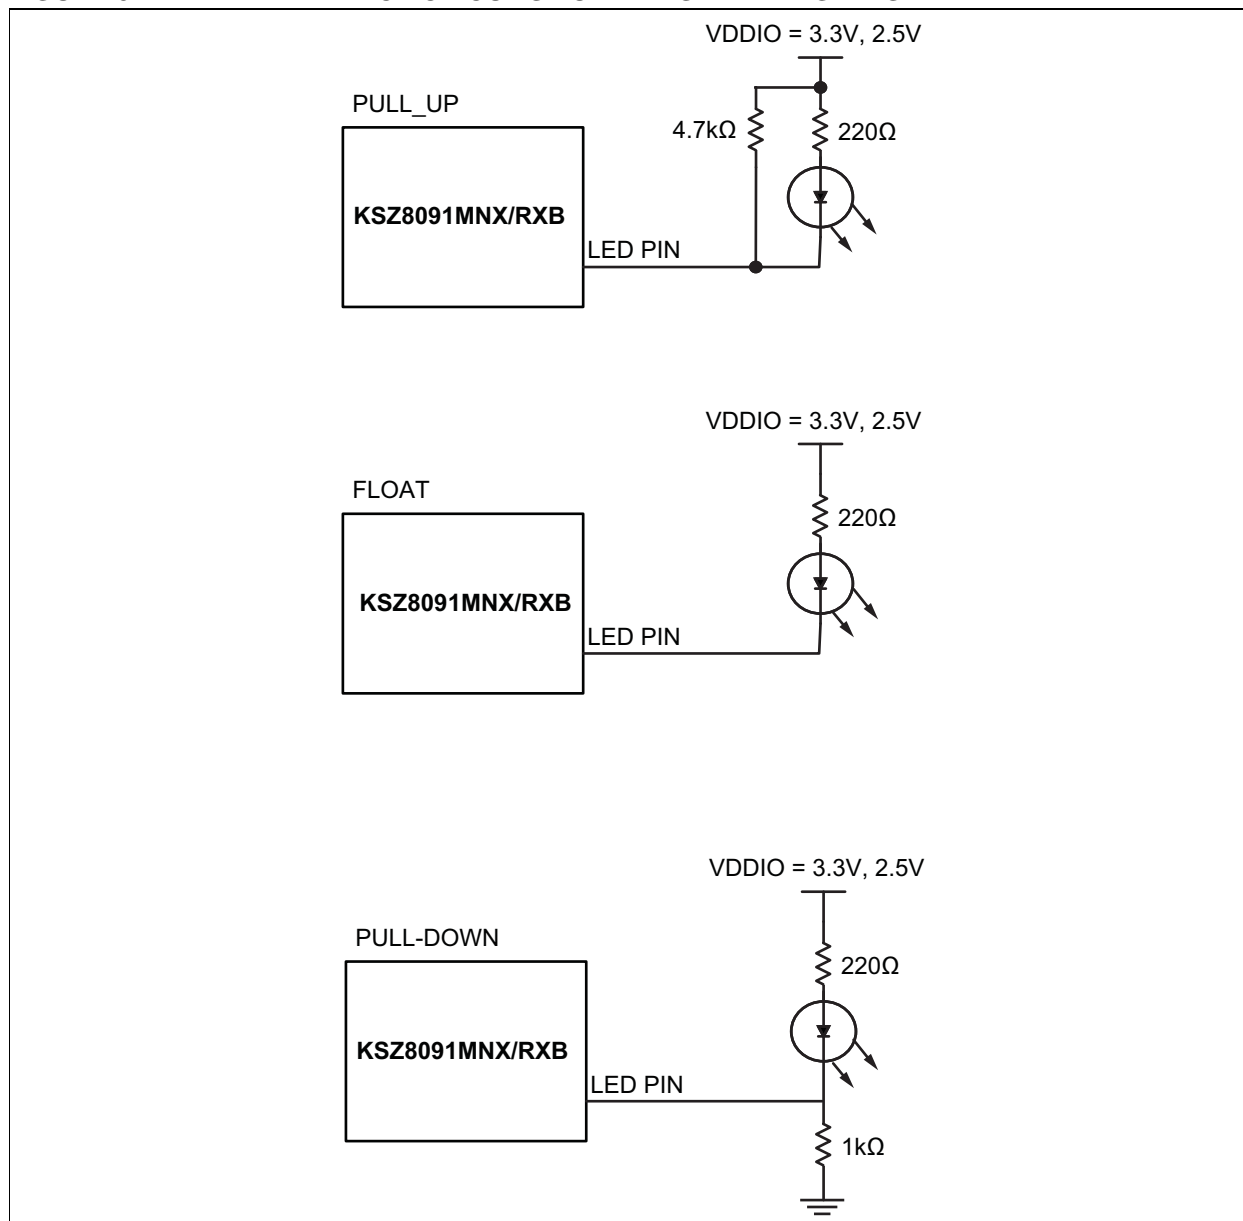 VDDIO = 3.3V, 2.5V
PULL_UP
4.7kΩ
220Ω
KSZ8091MNX/RXB
LED PIN
VDDIO = 3.3V, 2.5V
FLOAT
220Ω
KSZ8091MNX/RXB
LED PIN
VDDIO = 3.3V, 2.5V
PULL-DOWN
220Ω
KSZ8091MNX/RXB
LED PIN
1kΩ